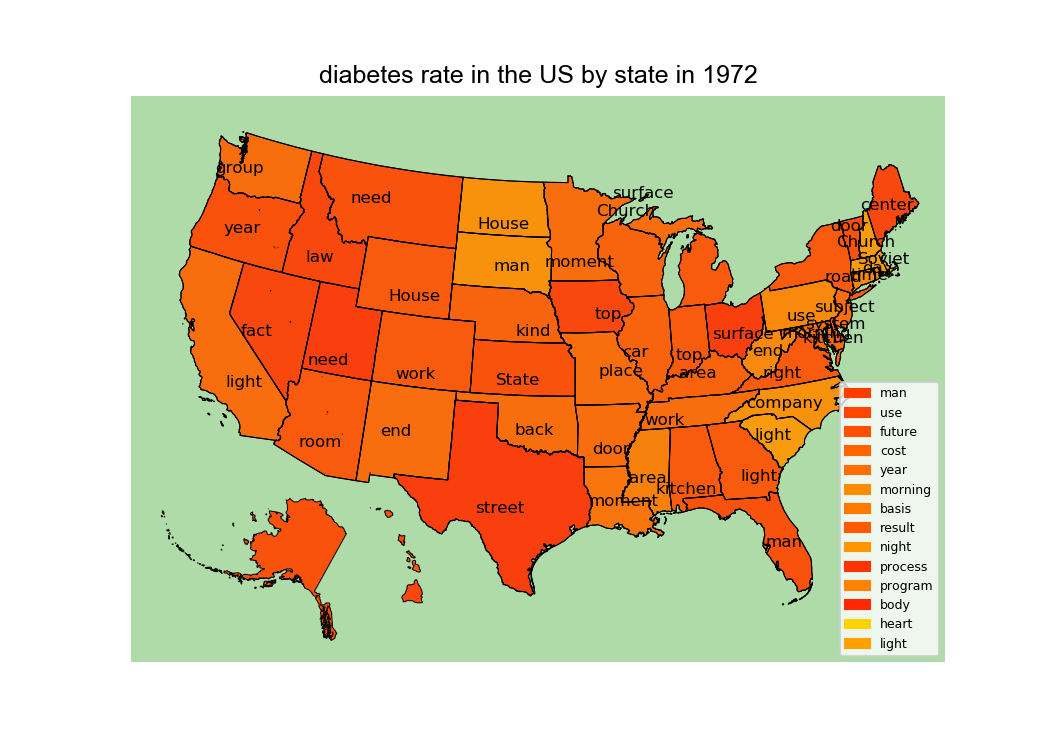 diabetes rate in the US by state in 1972
group
need
surface
Church
center
year
House
door
Church
law
man
moment
Soviet
House
road
time
fact
kind
top
use
subject
system
surface
kitchen
need
work
State
car
place
top
area
end
right
light
company
room
end
back
door
work
light
street
moment
area
kitchen
light
man
man
use
future
cost
year
morning
basis
result
night
process
program
body
heart
light